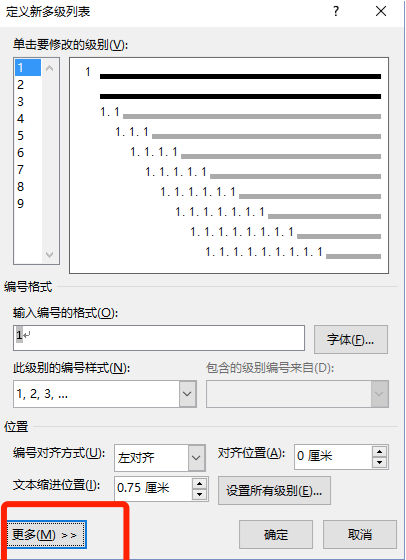 定义新多级列表 ?
单击要修改的级别(V):
1
2
3
4
5
6
7
8
9
1
1.1
1.1.1
1.1.1.1
1.1.1.1.1
1.1.1.1.1.1
1.1.1.1.1.1.1
1.1.1.1.1.1.1.1
1.1.1.1.1.1.1.1.1
编号格式
输入编号的格式(O):
1
字体(F)...
此级别的编号样式(N): 包含的级别编号来自(D):
1, 2, 3, ...
位置
编号对齐方式(U): 左对齐 对齐位置(A): 0 厘米
文本缩进位置(I): 0.75 厘米 设置所有级别(E)...
更多(M) >> 确定 取消